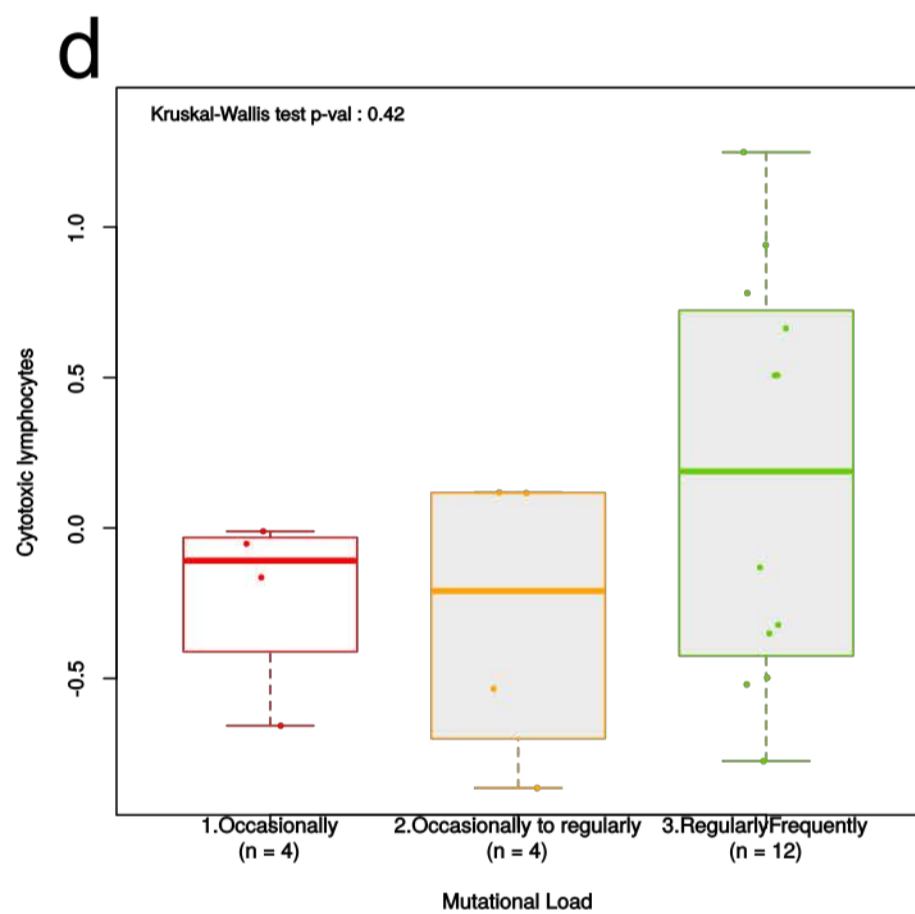 d
Kruskal-Wallis test p-val : 0.42
1.0
0.5
0.0
-0.5
Cytotoxic lymphocytes
1.Occasionally
(n = 4)
2.Occasionally to regularly
(n = 4)
3.RegularlyFrequently
(n = 12)
Mutational Load